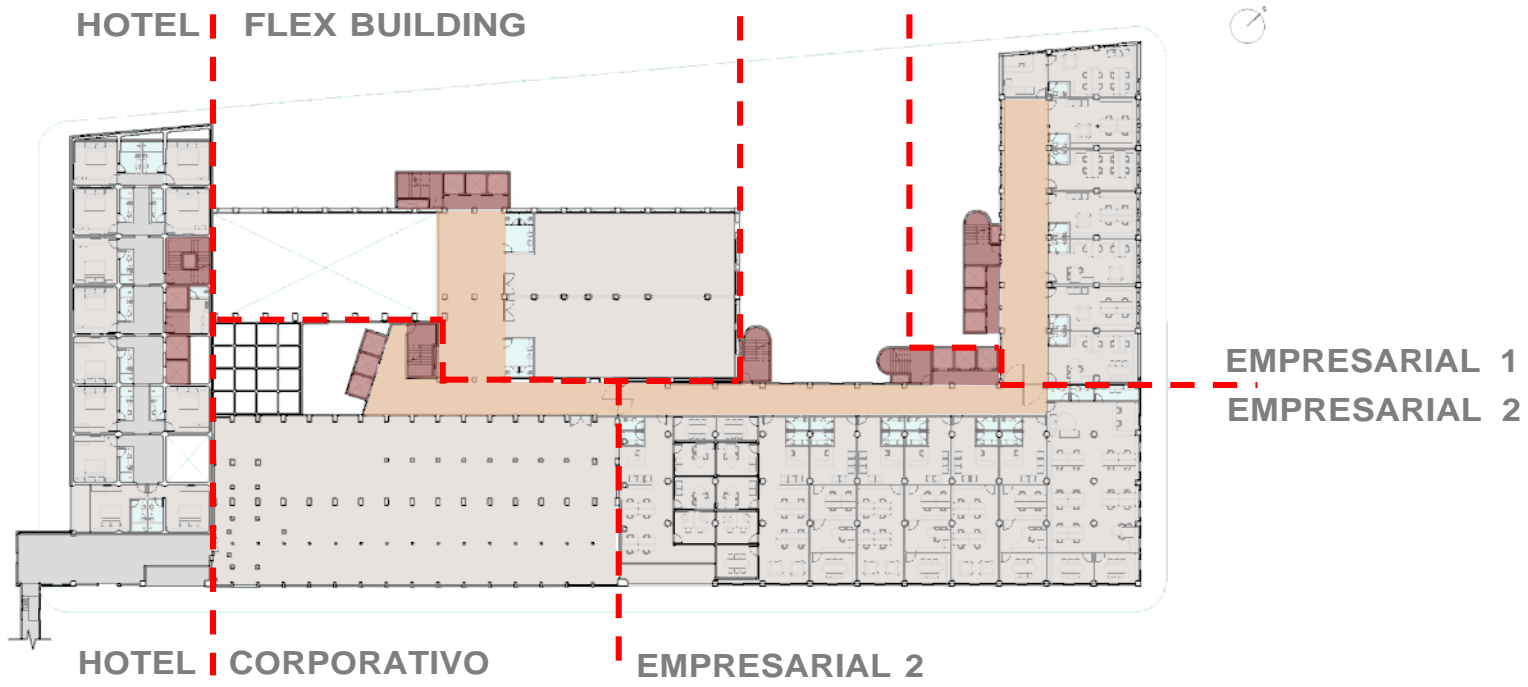 HOTEL FLEX BUILDING
EMPRESARIAL 1
EMPRESARIAL 2
HOTEL CORPORATIVO
EMPRESARIAL 2